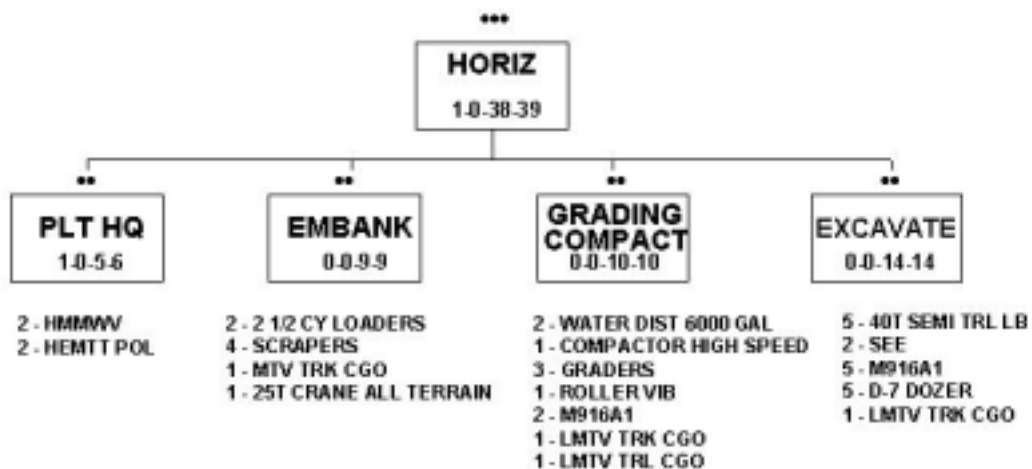 HORIZ
1-0-38-39
PLT HQ
1-0-5-6
2 - HMMWV
2 - HEMTT POL
EMBANK
0-0-9-9
2 - 2 1/2 CY LOADERS
4 - SCRAPERS
1 - MTV TRK CGO
1 - 25T CRANE ALL TERRAIN
GRADING
COMPACT
0-0-10-10
2 - WATER DIST 6000 GAL
1 - COMPACTOR HIGH SPEED
3 - GRADERS
1 - ROLLER VIB
2 - M916A1
1 - LMTV TRK CGO
1 - LMTV TRL CGO
EXCAVATE
0-0-14-14
5 - 40T SEMI TRL LB
2 - SEE
5 - M916A1
5 - D-7 DOZER
1 - LMTV TRK CGO